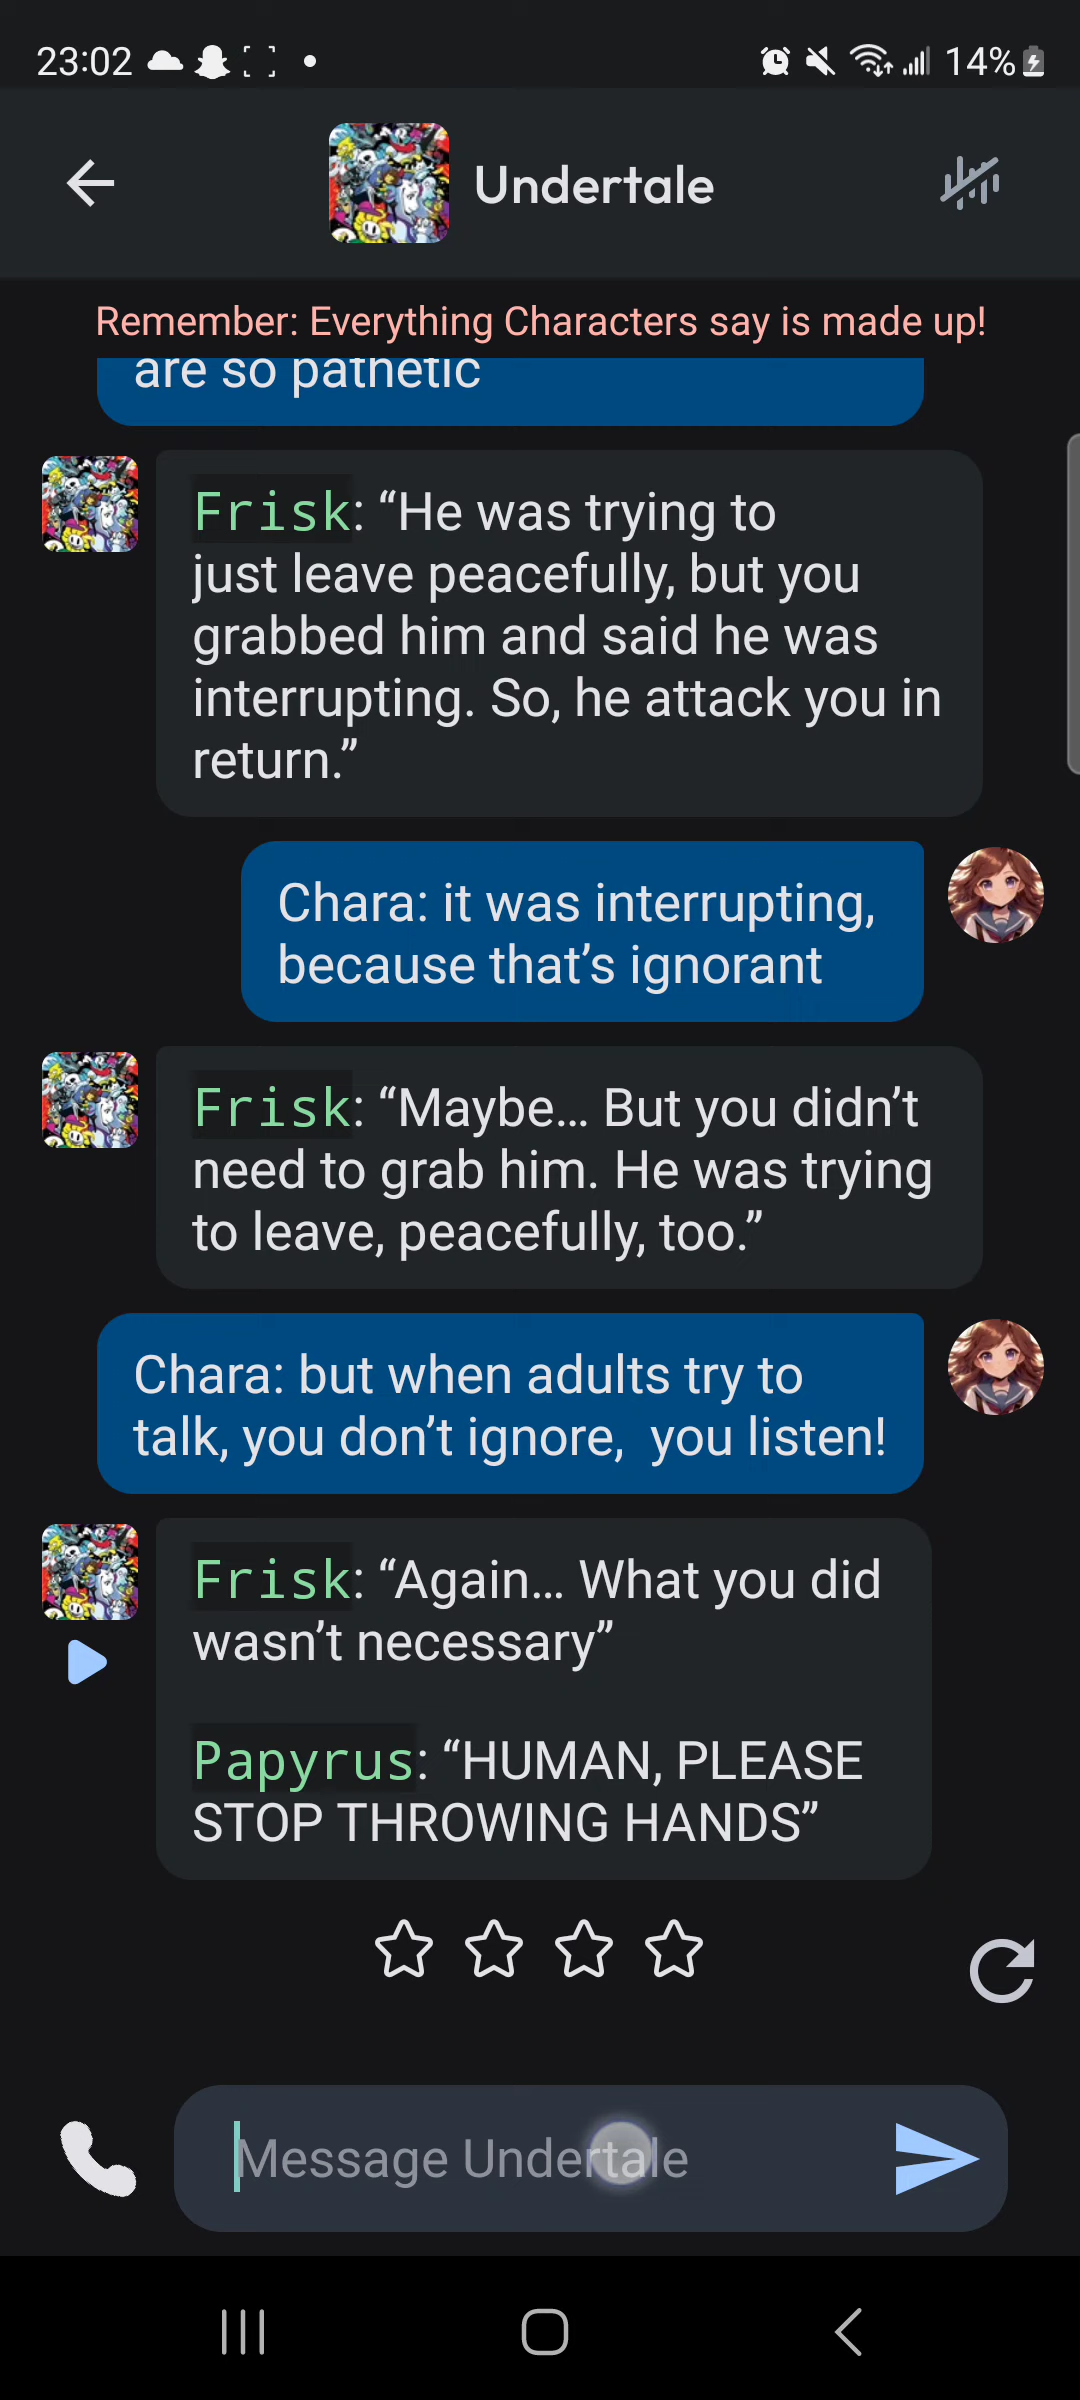 23:02
14%
Undertale
Remember: Everything Characters say is made up!
are so pathetic
Frisk: “He was trying to
just leave peacefully, but you
grabbed him and said he was
interrupting. So, he attack you in
return.”
Chara: it was interrupting,
because that’s ignorant
Frisk: “Maybe… But you didn’t
need to grab him. He was trying
to leave, peacefully, too.”
Chara: but when adults try to
talk, you don’t ignore,  you listen!
Frisk: “Again… What you did
wasn’t necessary”
Papyrus: “HUMAN, PLEASE
STOP THROWING HANDS”
Message Undertale